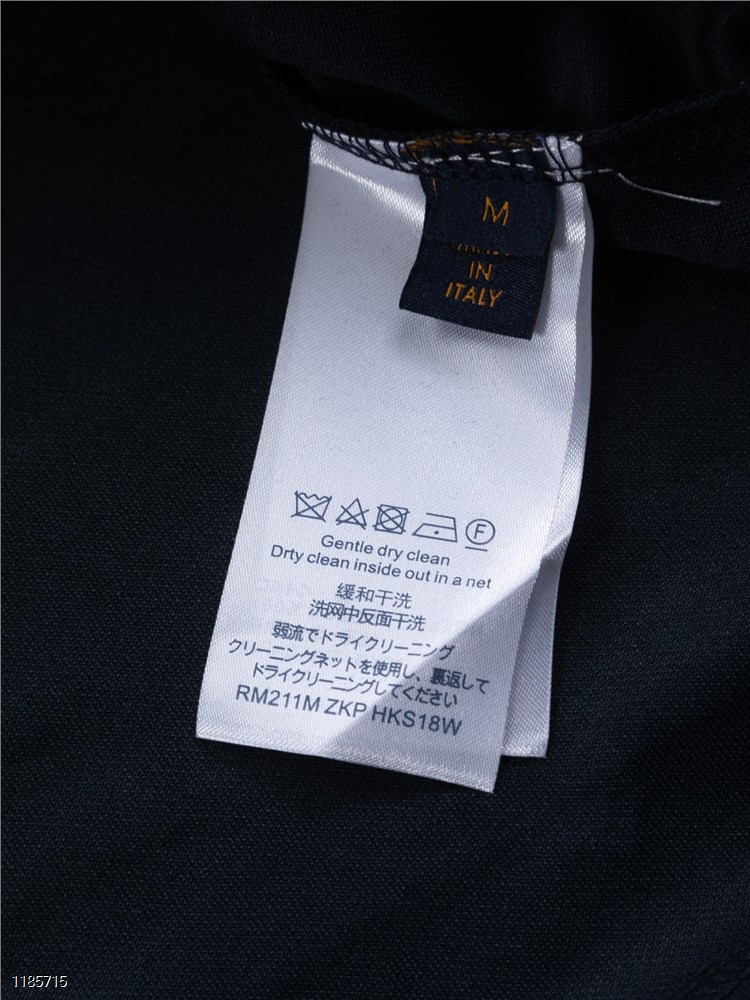 M
IN
ITALY
F
Gentle dry clean
Drty clean inside out in a net
缓和干洗
洗网中反面干洗
弱流でドライクリーニング
クリーニングネットを使用し、裏返して
ドライクリーニングしてください
RM211M ZKP HKS18W
1185715